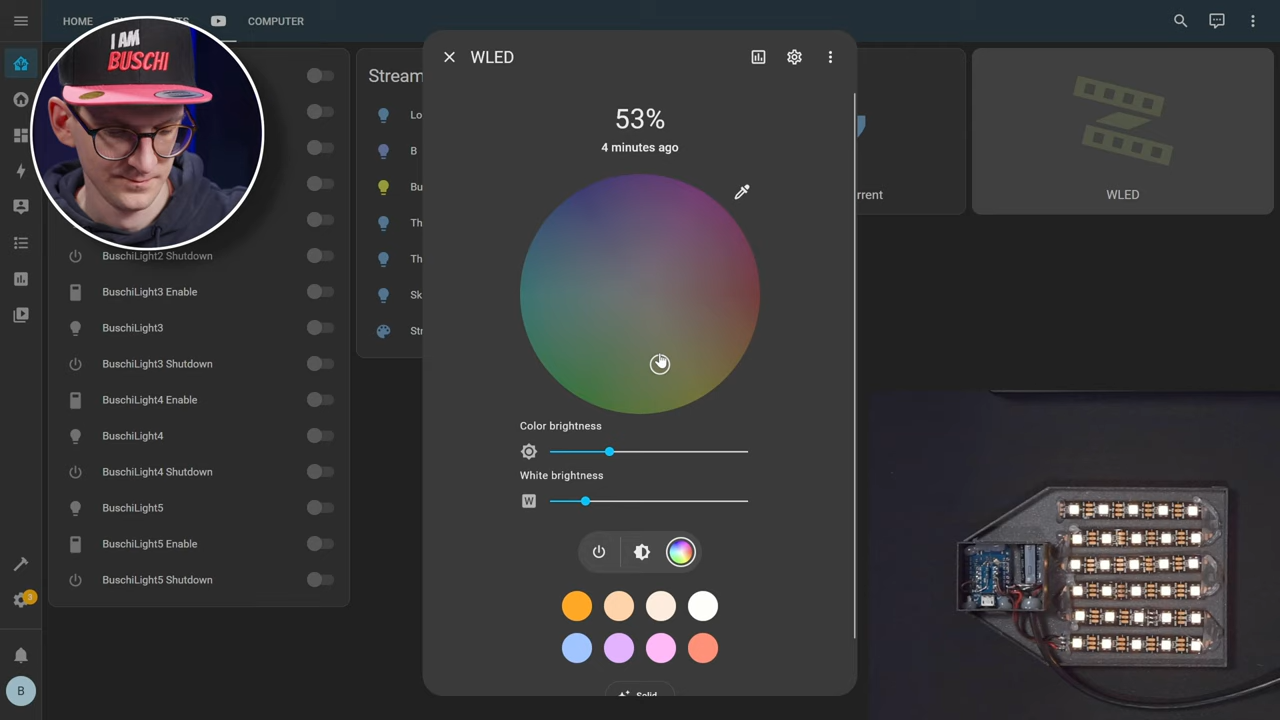 HOME
COMPUTER
I AM
BUSCHI
BuschiLight2 Shutdown
BuschiLight3 Enable
BuschiLight3
BuschiLight3 Shutdown
BuschiLight4 Enable
BuschiLight4
BuschiLight4 Shutdown
BuschiLight5
BuschiLight5 Enable
BuschiLight5 Shutdown
3
B
Stream
Lo
B
Bu
Th
Th
Sk
Str
WLED
53%
4 minutes ago
Color brightness
White brightness
W
Solid
rrent
WLED